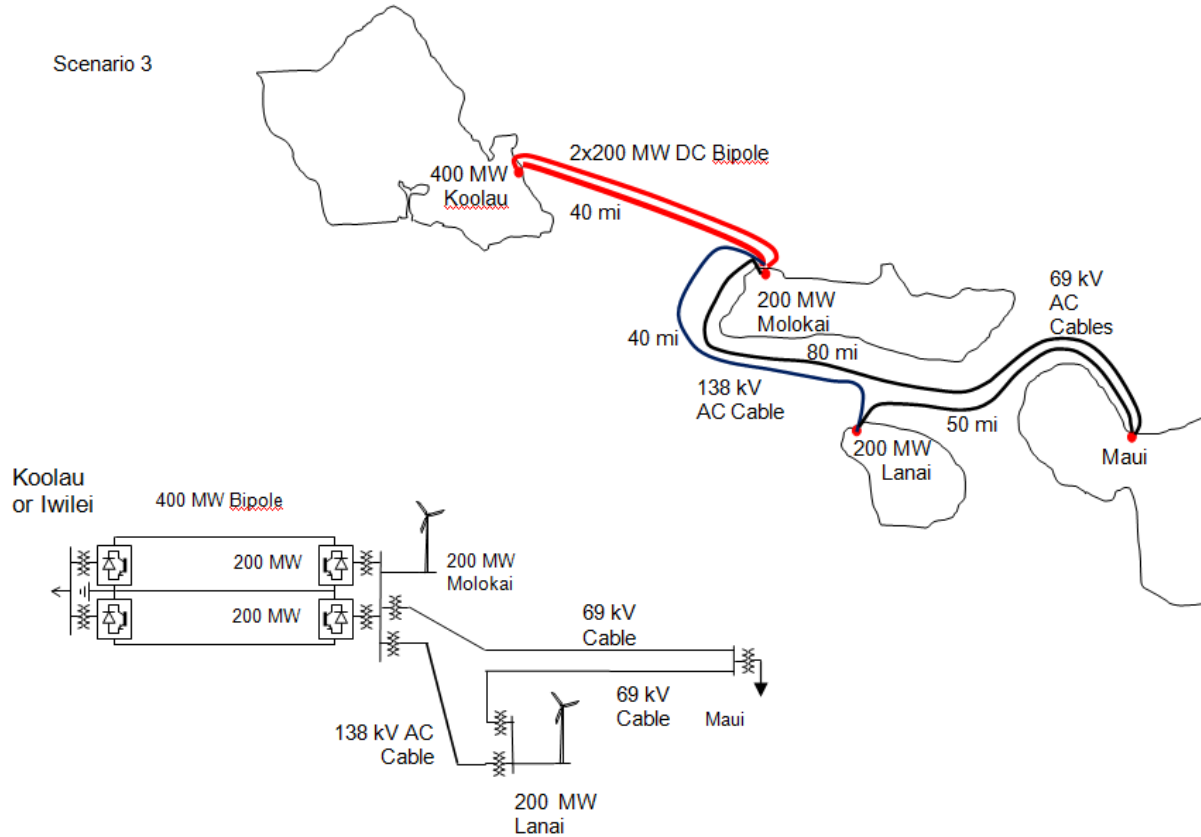 Scenario 3
2x200 MW DC Bipole
400 MW
Koolau
40 mi
200 MW
Molokai
69 kV
AC
Cables
40 mi
80 mi
138 kV
AC Cable
50 mi
200 MW
Lanai
Maui
Koolau
or Iwilei
400 MW Bipole
200 MW
200 MW
Molokai
200 MW
69 kV
Cable
69 kV
Cable
Maui
138 kV AC
Cable
200 MW
Lanai